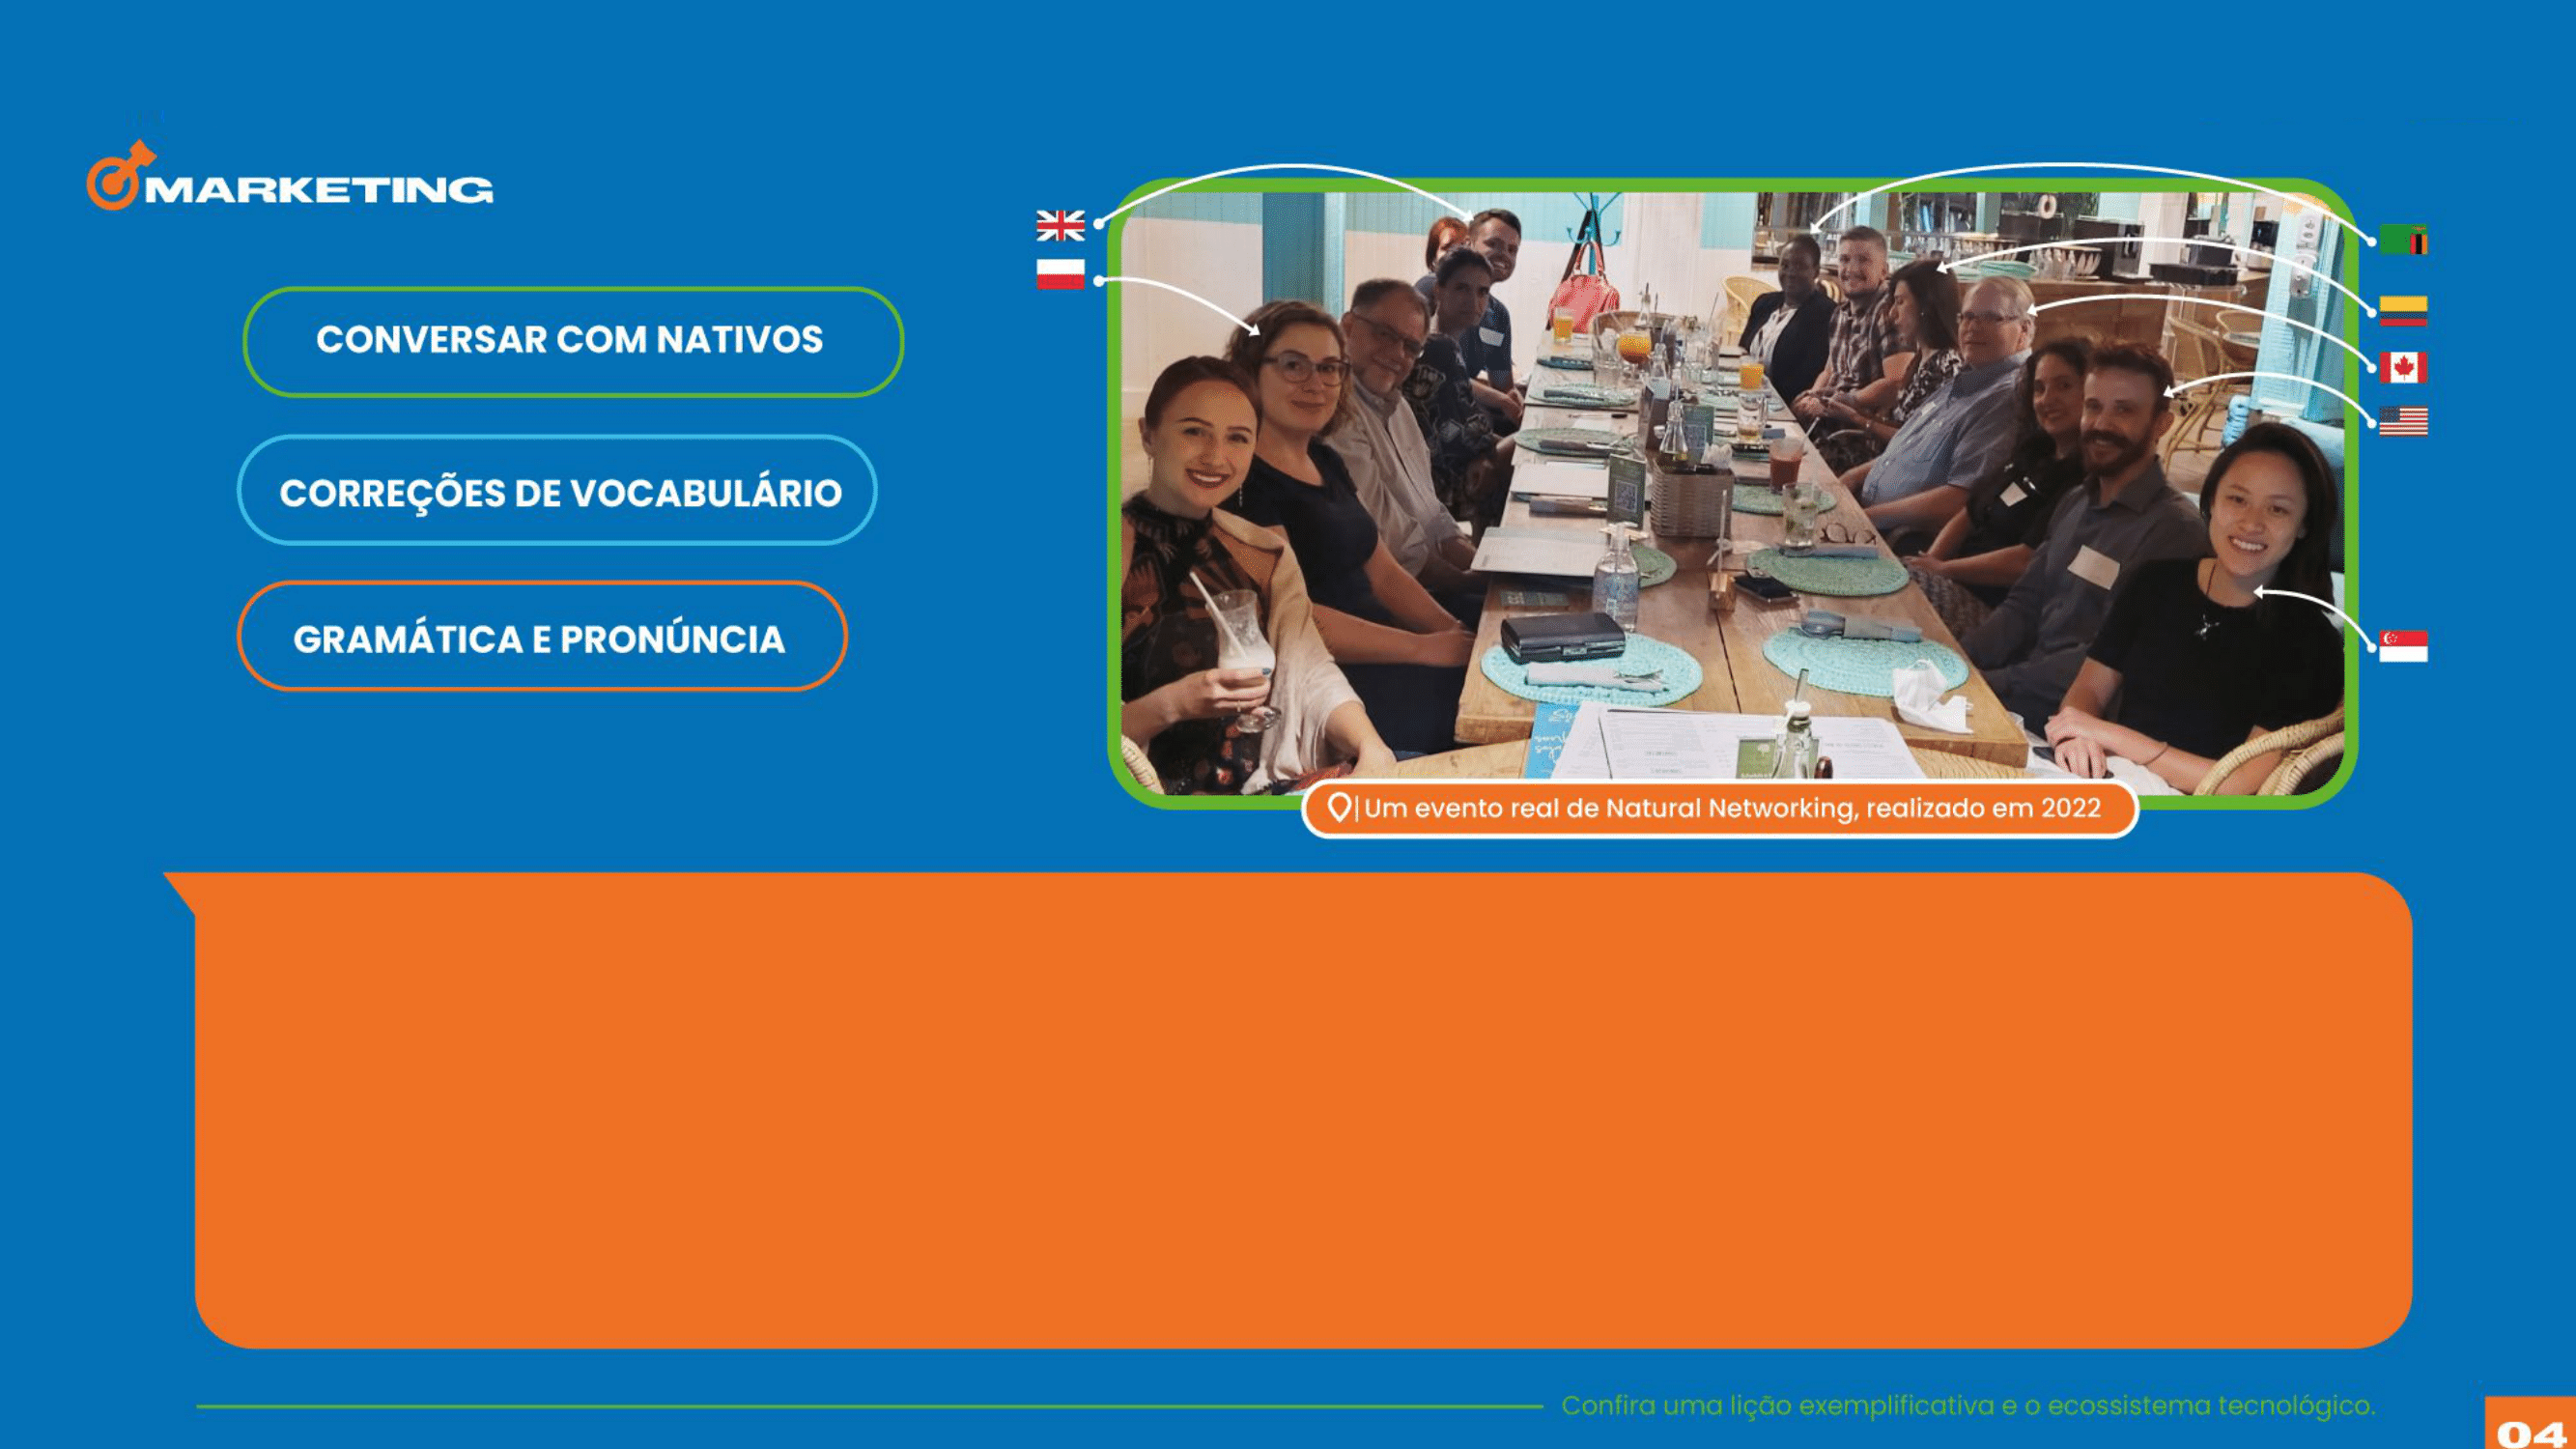 MARKETING
CONVERSAR COM NATIVOS
CORREÇÕES DE VOCABULÁRIO
GRAMÁTICA E PRONÚNCIA
Um evento real de Natural Networking, realizado em 2022
Confira uma lição exemplificativa e o ecossistema tecnológico.
04